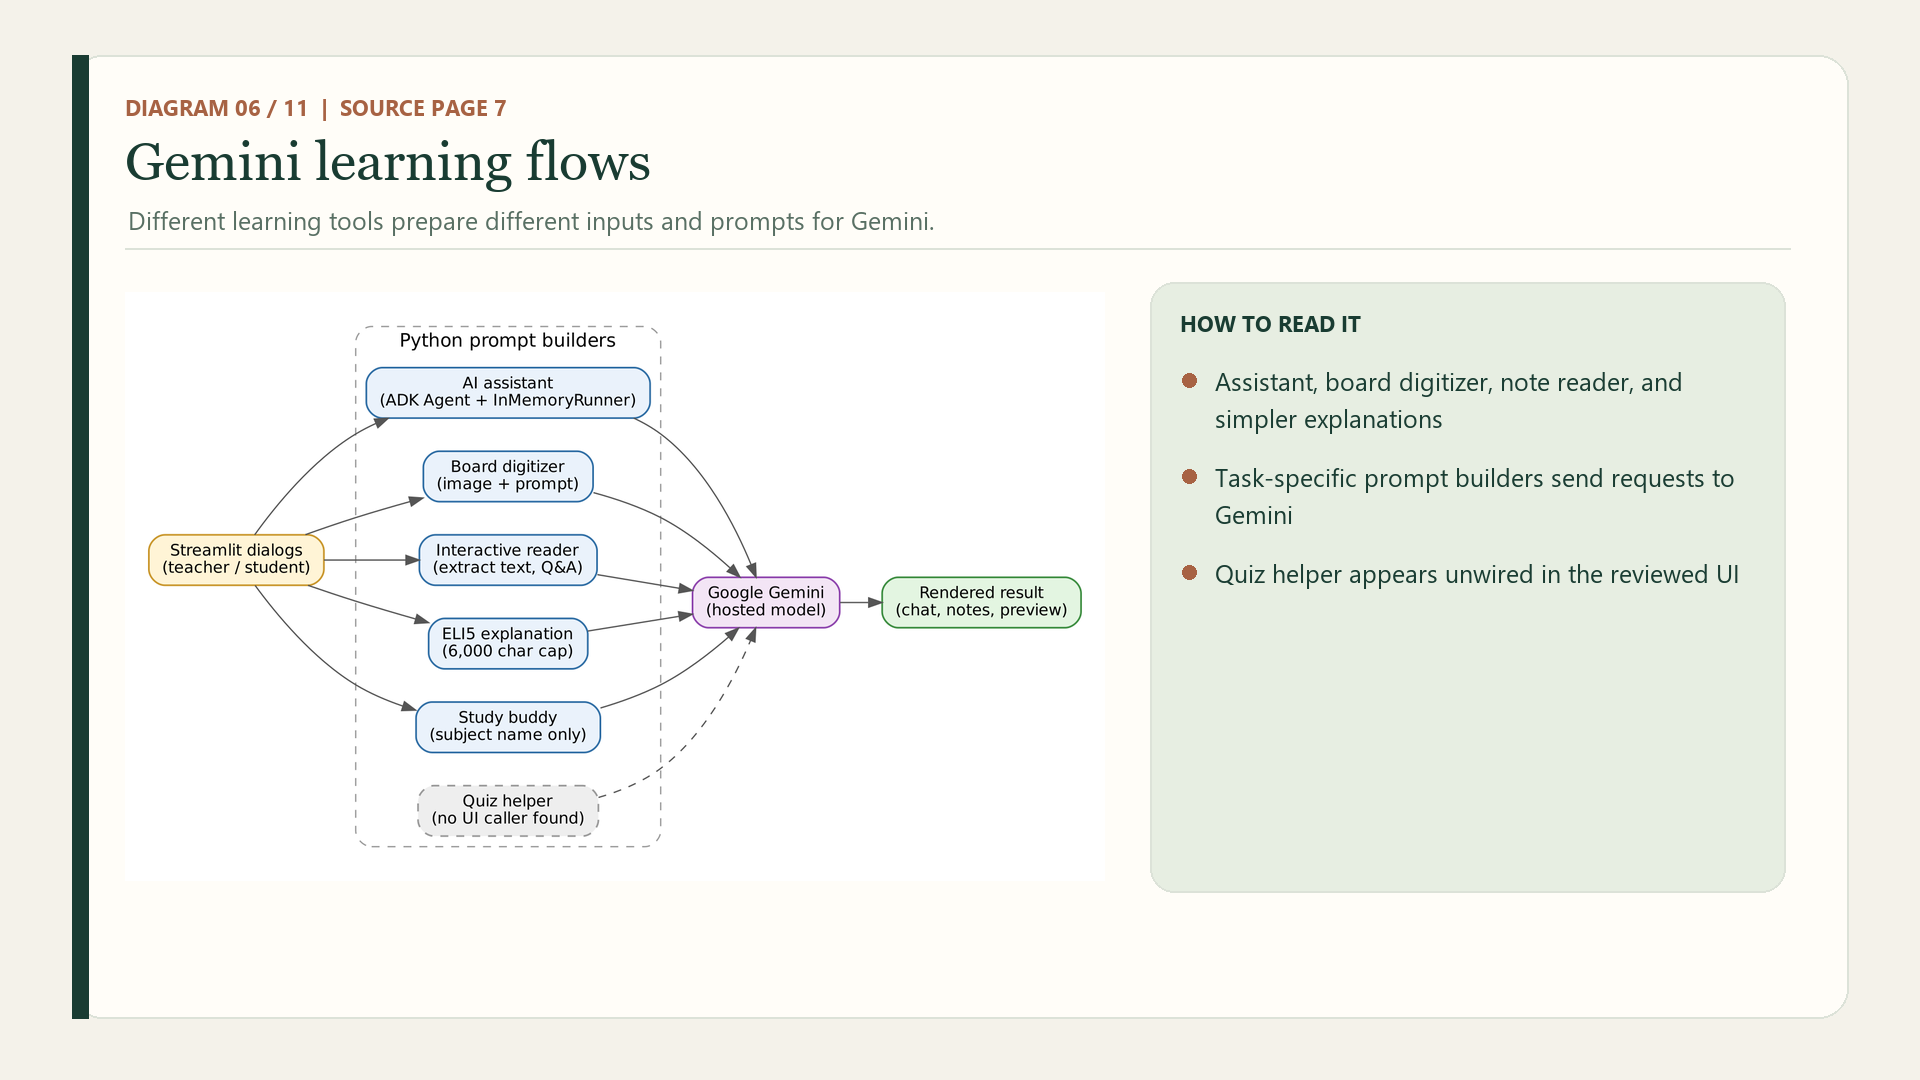 DIAGRAM 06 / 11 | SOURCE PAGE 7
Gemini learning flows
Different learning tools prepare different inputs and prompts for Gemini.
Python prompt builders
AI assistant
(ADK Agent + InMemoryRunner)
Board digitizer
(image + prompt)
Streamlit dialogs
(teacher / student)
Interactive reader
(extract text, Q&A)
ELI5 explanation
(6,000 char cap)
Study buddy
(subject name only)
Quiz helper
(no UI caller found)
Google Gemini
(hosted model)
Rendered result
(chat, notes, preview)
HOW TO READ IT
Assistant, board digitizer, note reader, and
simpler explanations
Task-specific prompt builders send requests to
Gemini
Quiz helper appears unwired in the reviewed UI